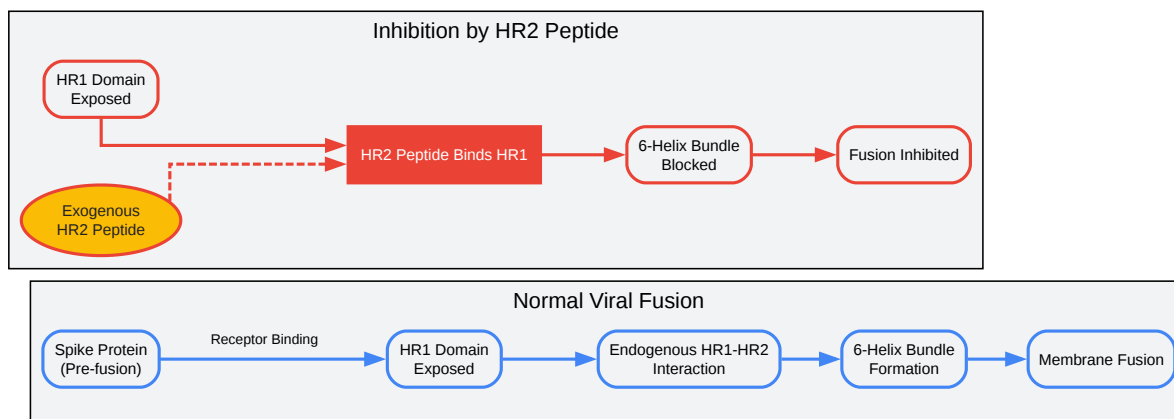 Inhibition by HR2 Peptide
HR1 Domain
Exposed
HR2 Peptide Binds HR1
6-Helix Bundle
Blocked
Fusion Inhibited
Exogenous
HR2 Peptide
Normal Viral Fusion
Spike Protein
(Pre-fusion)
Receptor Binding
HR1 Domain
Exposed
Endogenous HR1-HR2
Interaction
6-Helix Bundle
Formation
Membrane Fusion